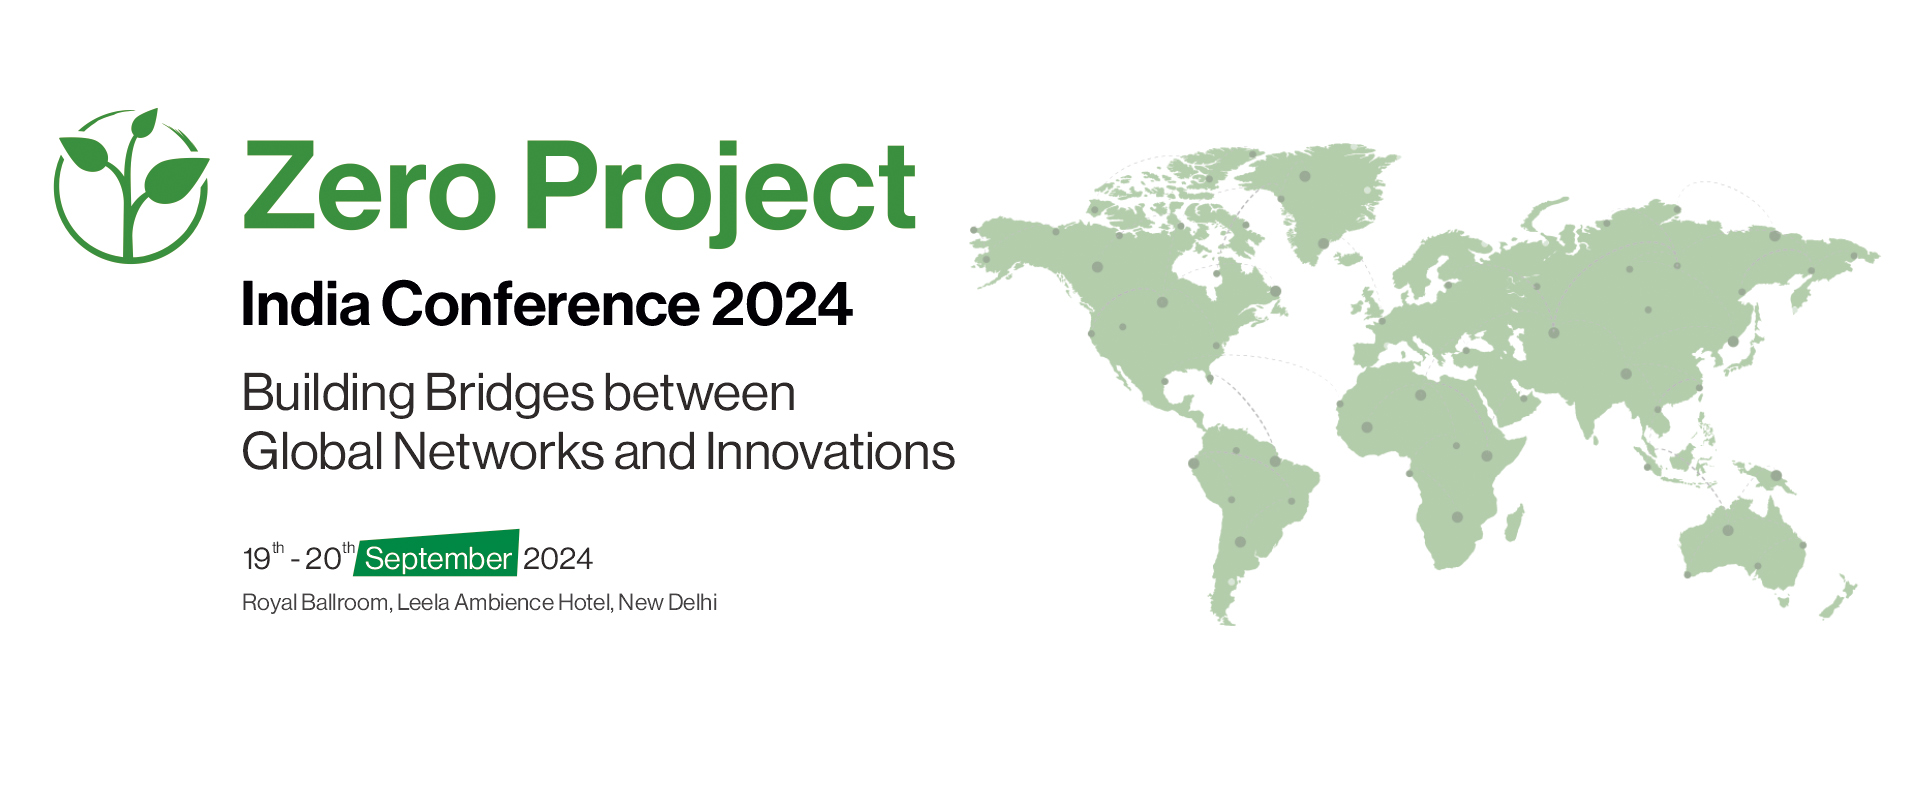 Zero Project
India Conference 2024
Building Bridges between
Global Networks and Innovations
19th - 20th September 2024
Royal Ballroom, Leela Ambience Hotel, New Delhi